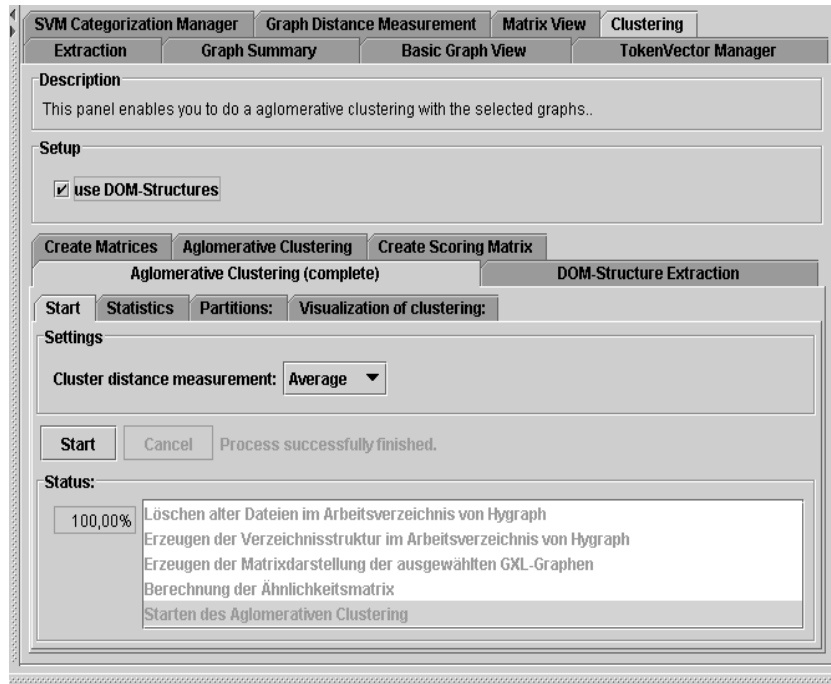 SVM Categorization Manager Graph Distance Measurement Matrix View Clustering
Extraction Graph Summary Basic Graph View TokenVector Manager
Description
This panel enables you to do a aglomerative clustering with the selected graphs..
Setup
use DOM-Structures
Create Matrices Aglomerative Clustering Create Scoring Matrix
Aglomerative Clustering (complete) DOM-Structure Extraction
Start Statistics Partitions: Visualization of clustering:
Settings
Cluster distance measurement: Average
Start Cancel Process successfully finished.
Status:
100,00% Löschen alter Dateien im Arbeitsverzeichnis von Hygraph
Erzeugen der Verzeichnisstruktur im Arbeitsverzeichnis von Hygraph
Erzeugen der Matrixdarstellung der ausgewählten GXL-Graphen
Berechnung der Ähnlichkeitsmatrix
Starten des Aglomerativen Clustering